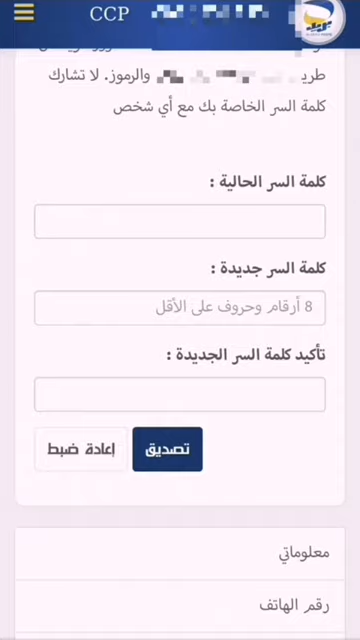 CCP
والرموز. لا تشارك
كلمة السر الخاصة بك مع أي شخص
كلمة السر الحالية :
كلمة السر جديدة :
8 أرقام وحروف على الأقل
تأكيد كلمة السر الجديدة :
تصديق
إعادة ضبط
معلوماتي
رقم الهاتف